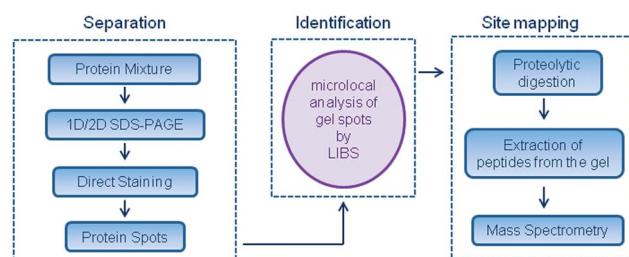 Separation
Protein Mixture
1D/2D SDS-PAGE
Direct Staining
Protein Spots
Identification
microlocal
analysis of
gel spots
by
LIBS
Site mapping
Proteolytic
digestion
Extraction of
peptides from the gel
Mass Spectrometry